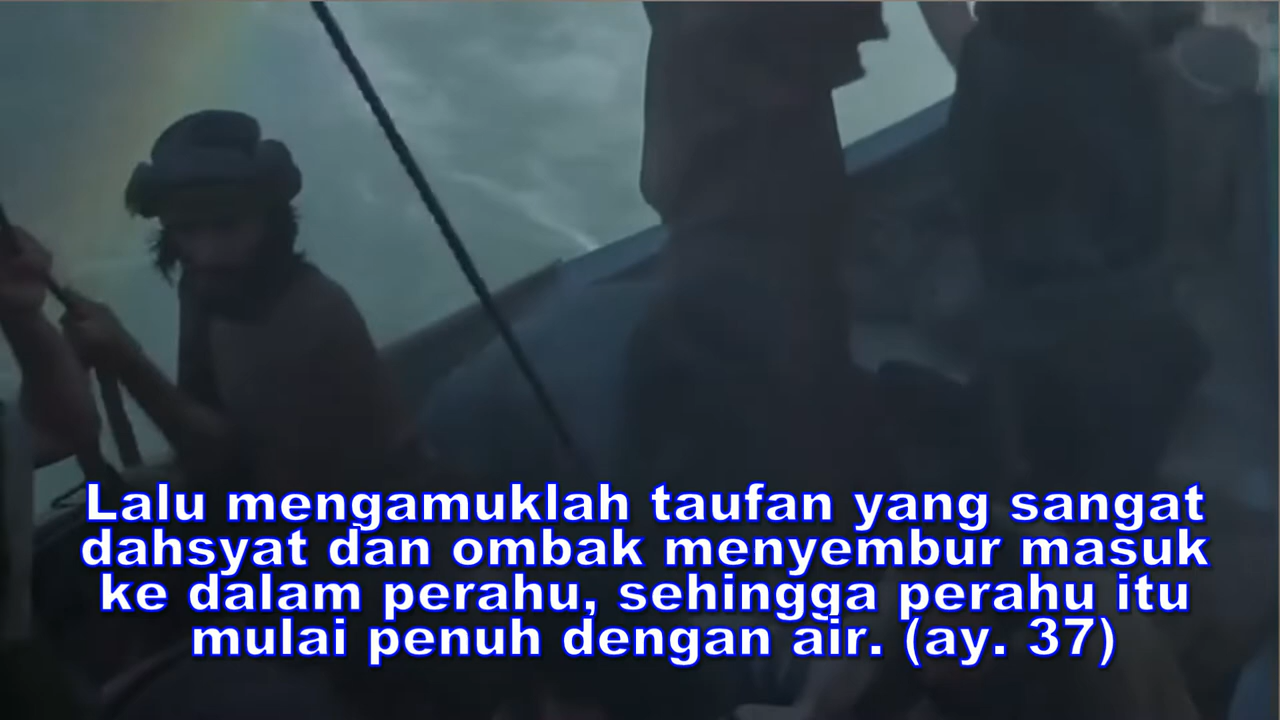 Lalu mengamuklah taufan yang sangat
dahsyat dan ombak menyembur masuk
ke dalam perahu, sehingga perahu itu
mulai penuh dengan air. (ay. 37)